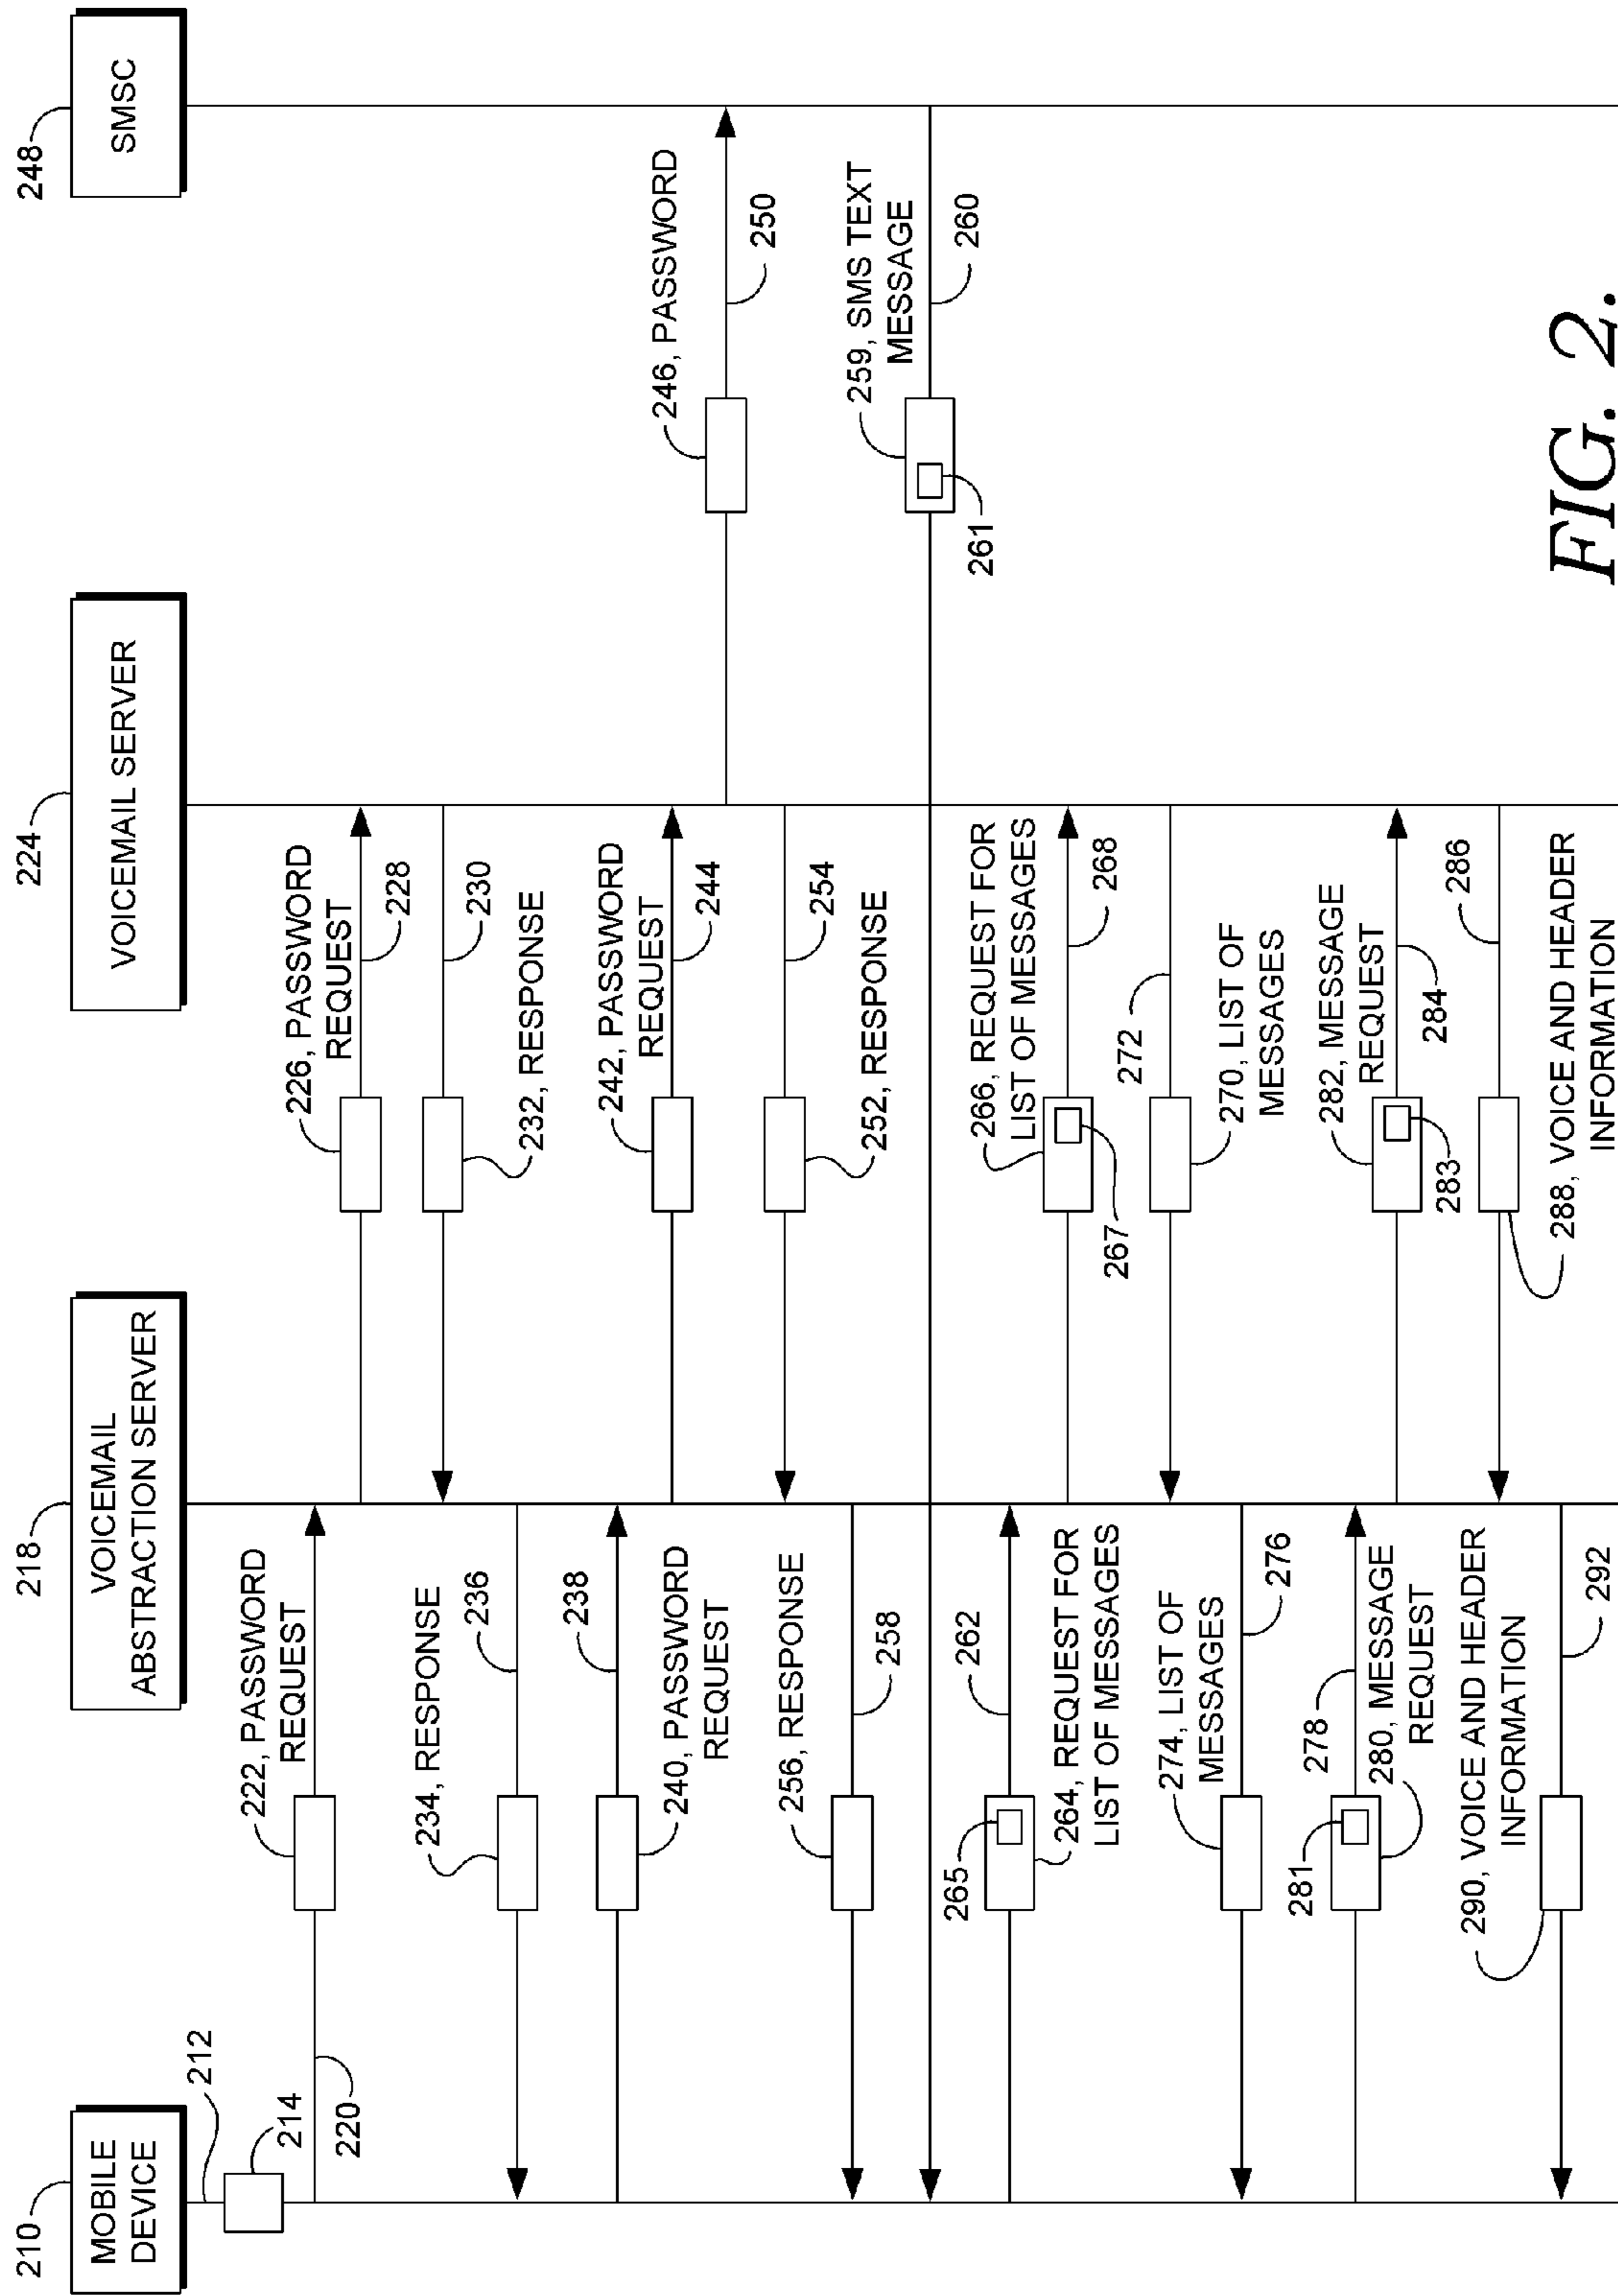 210
MOBILE
DEVICE
218
VOICEMAIL
ABSTRACTION SERVER
224
VOICEMAIL SERVER
248
SMSC
212
214
222, PASSWORD
REQUEST
220
226, PASSWORD
REQUEST
228
230
232, RESPONSE
234, RESPONSE
236
238
240, PASSWORD
REQUEST
242, PASSWORD
REQUEST
244
246, PASSWORD
250
254
252, RESPONSE
256, RESPONSE
258
259, SMS TEXT
MESSAGE
260
261
262
265
264, REQUEST FOR
LIST OF MESSAGES
266, REQUEST FOR
LIST OF MESSAGES
268
267
272
270, LIST OF
MESSAGES
274, LIST OF
MESSAGES
276
278
281
280, MESSAGE
REQUEST
282, MESSAGE
REQUEST
284
283
286
288, VOICE AND HEADER
INFORMATION
290, VOICE AND HEADER
INFORMATION
292
FIG. 2.